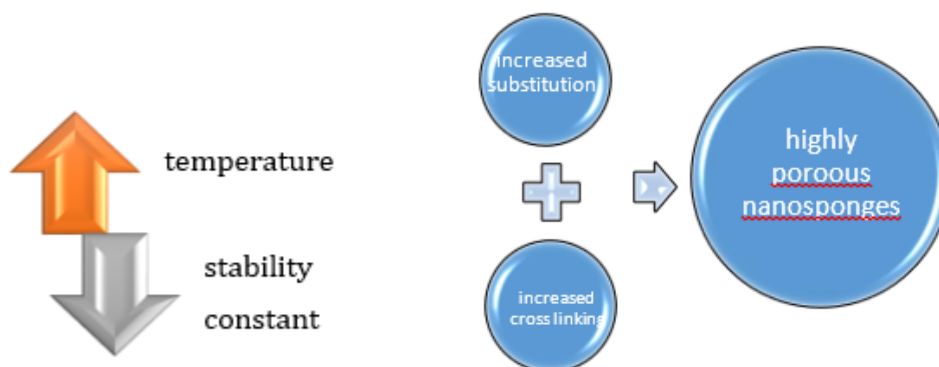 temperature
stability
constant
increased
substitution
increased
cross linking
highly
poroous
nanosponges